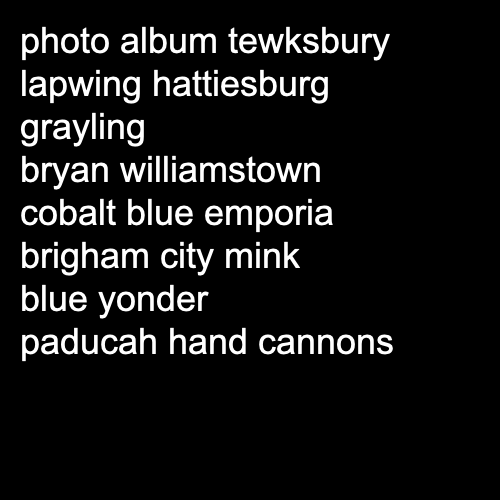 photo album tewksbury
lapwing hattiesburg
grayling
bryan williamstown
cobalt blue emporia
brigham city mink
blue yonder
paducah hand cannons